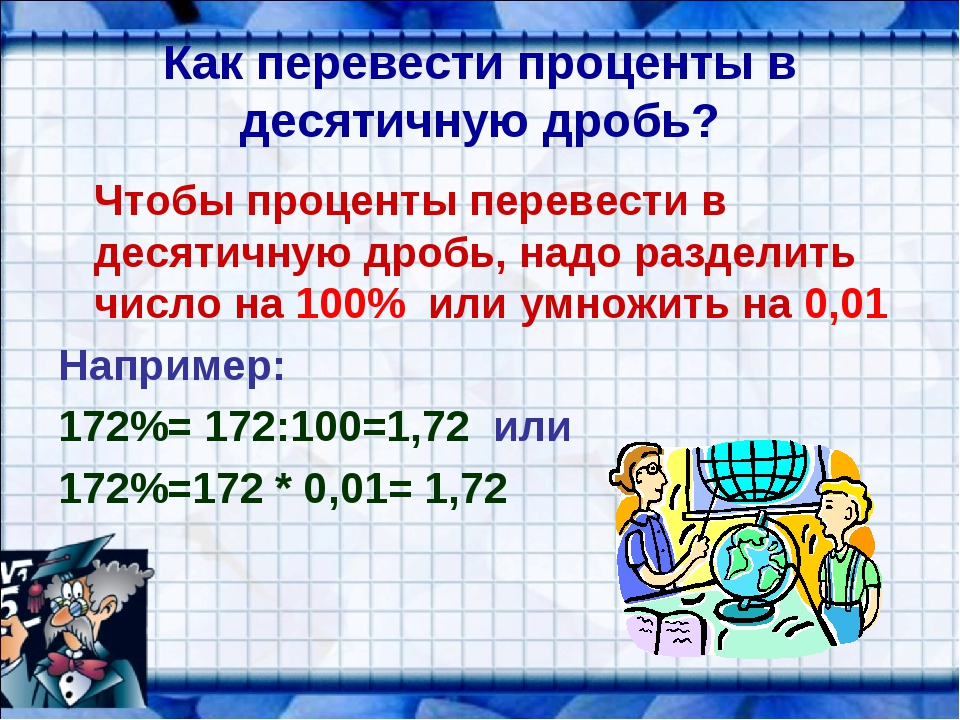 Как перевести проценты в
десятичную дробь?
Чтобы проценты перевести в
десятичную дробь, надо разделить
число на 100% или умножить на 0,01
Например:
172%= 172:100=1,72 или
172%=172 * 0,01= 1,72